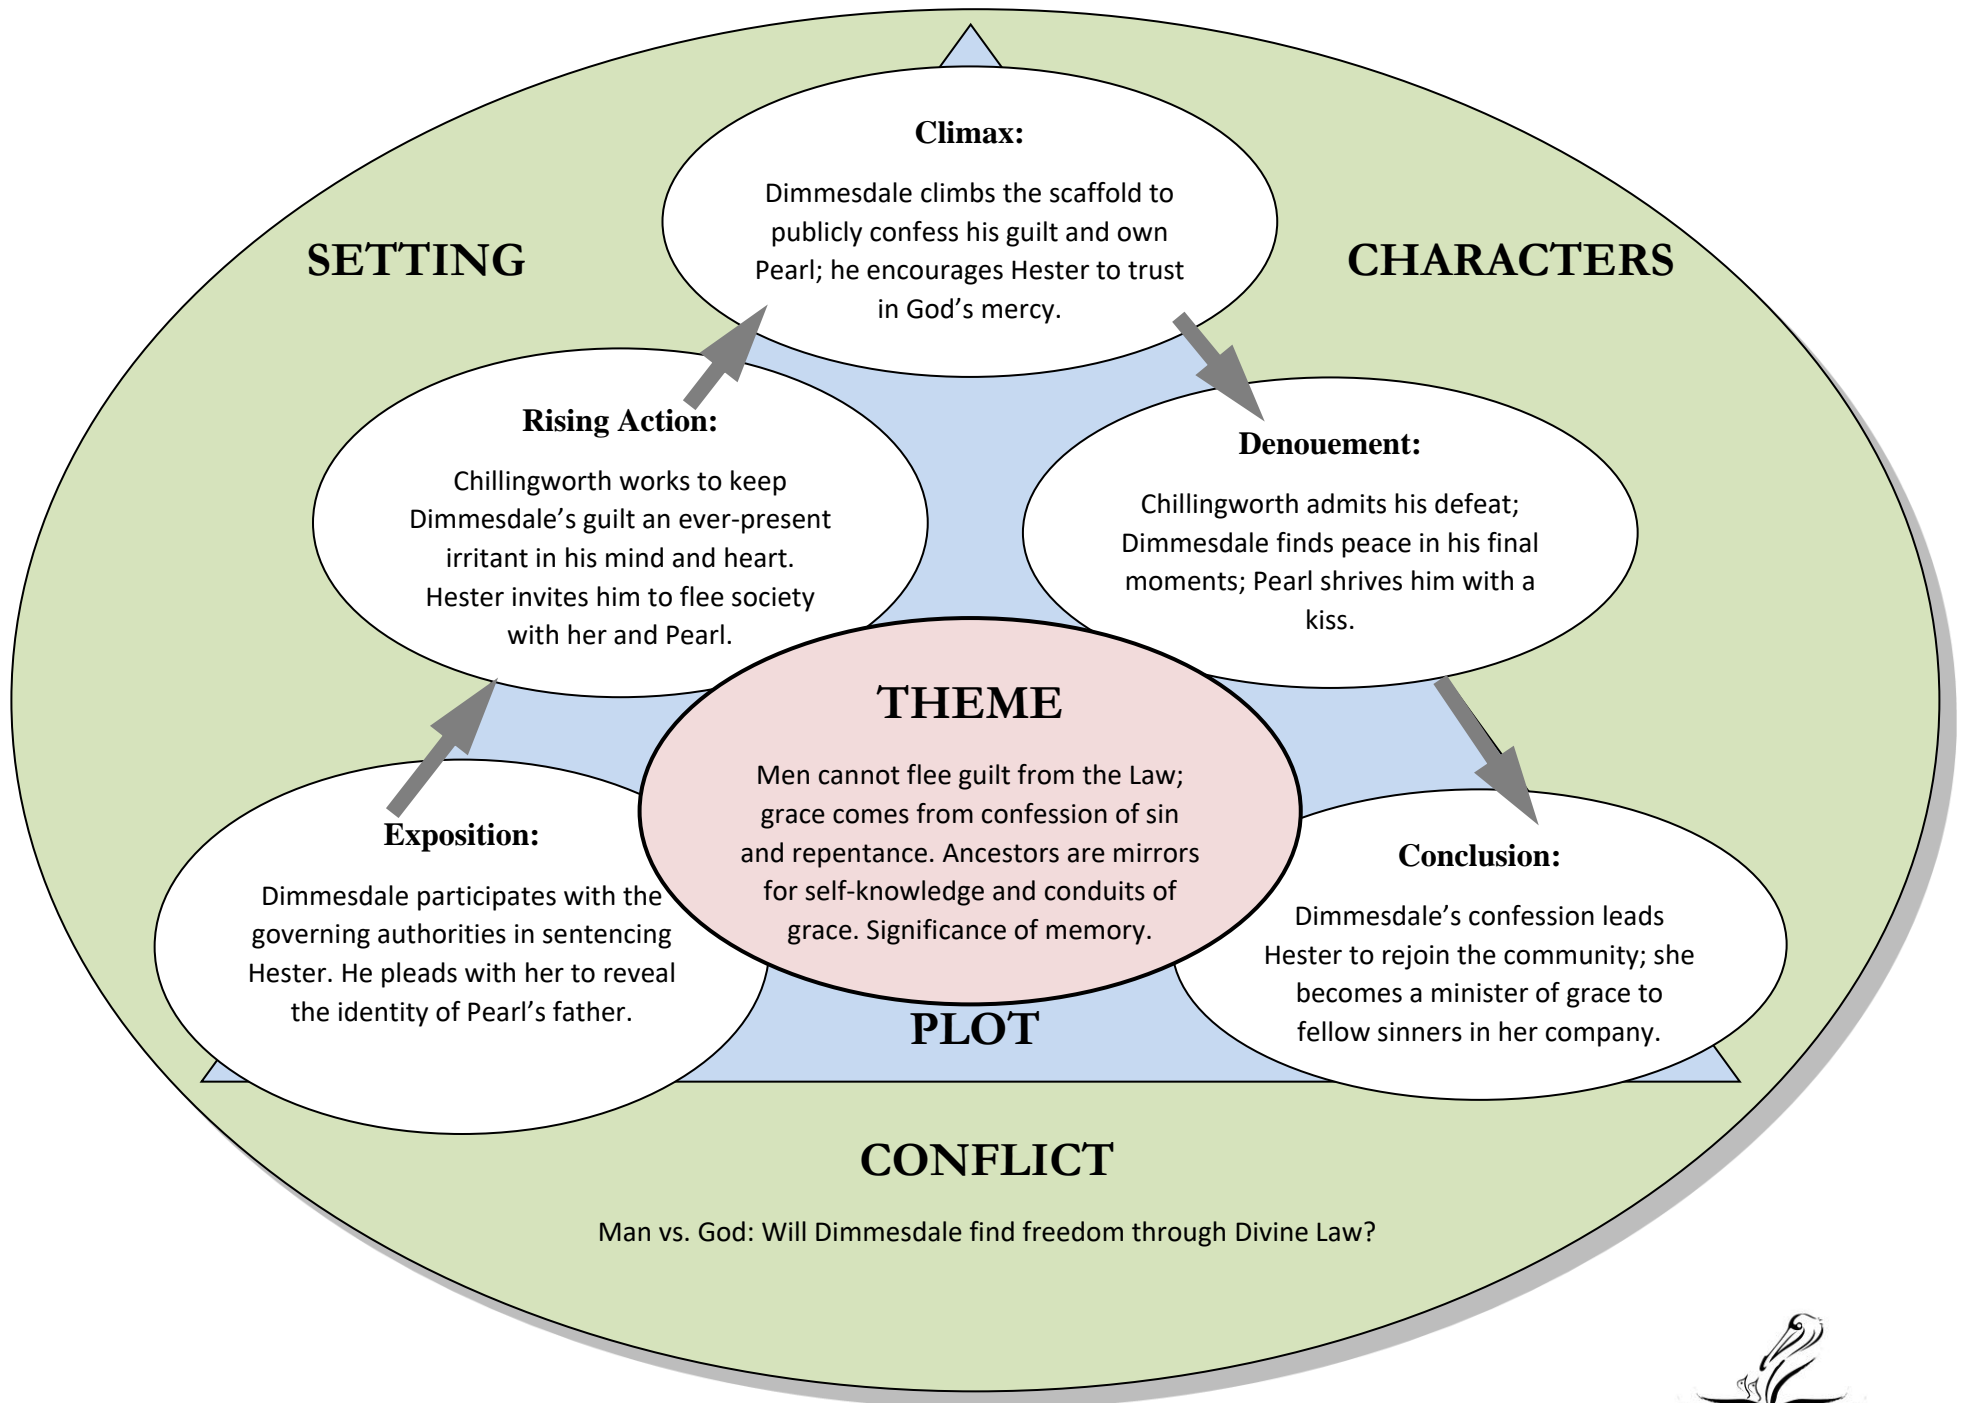 Climax:
Dimmesdale climbs the scaffold to
publicly confess his guilt and own
Pearl; he encourages Hester to trust
in God’s mercy.
SETTING
CHARACTERS
Rising Action:
Chillingworth works to keep
Dimmesdale’s guilt an ever-present
irritant in his mind and heart.
Hester invites him to flee society
with her and Pearl.
Denouement:
Chillingworth admits his defeat;
Dimmesdale finds peace in his final
moments; Pearl shrives him with a
kiss.
THEME
Men cannot flee guilt from the Law;
grace comes from confession of sin
and repentance. Ancestors are mirrors
for self-knowledge and conduits of
grace. Significance of memory.
Exposition:
Dimmesdale participates with the
governing authorities in sentencing
Hester. He pleads with her to reveal
the identity of Pearl’s father.
Conclusion:
Dimmesdale’s confession leads
Hester to rejoin the community; she
becomes a minister of grace to
fellow sinners in her company.
PLOT
CONFLICT
Man vs. God: Will Dimmesdale find freedom through Divine Law?